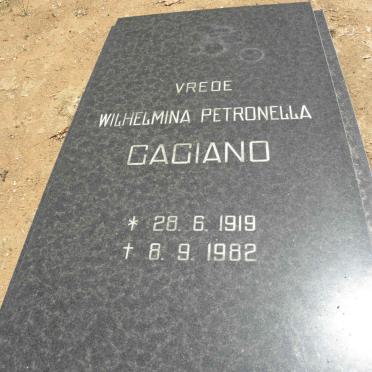 VREDE
WILHELMINA PETRONELLA
GAGIANO
* 28. 6. 1919
† 8. 9. 1982